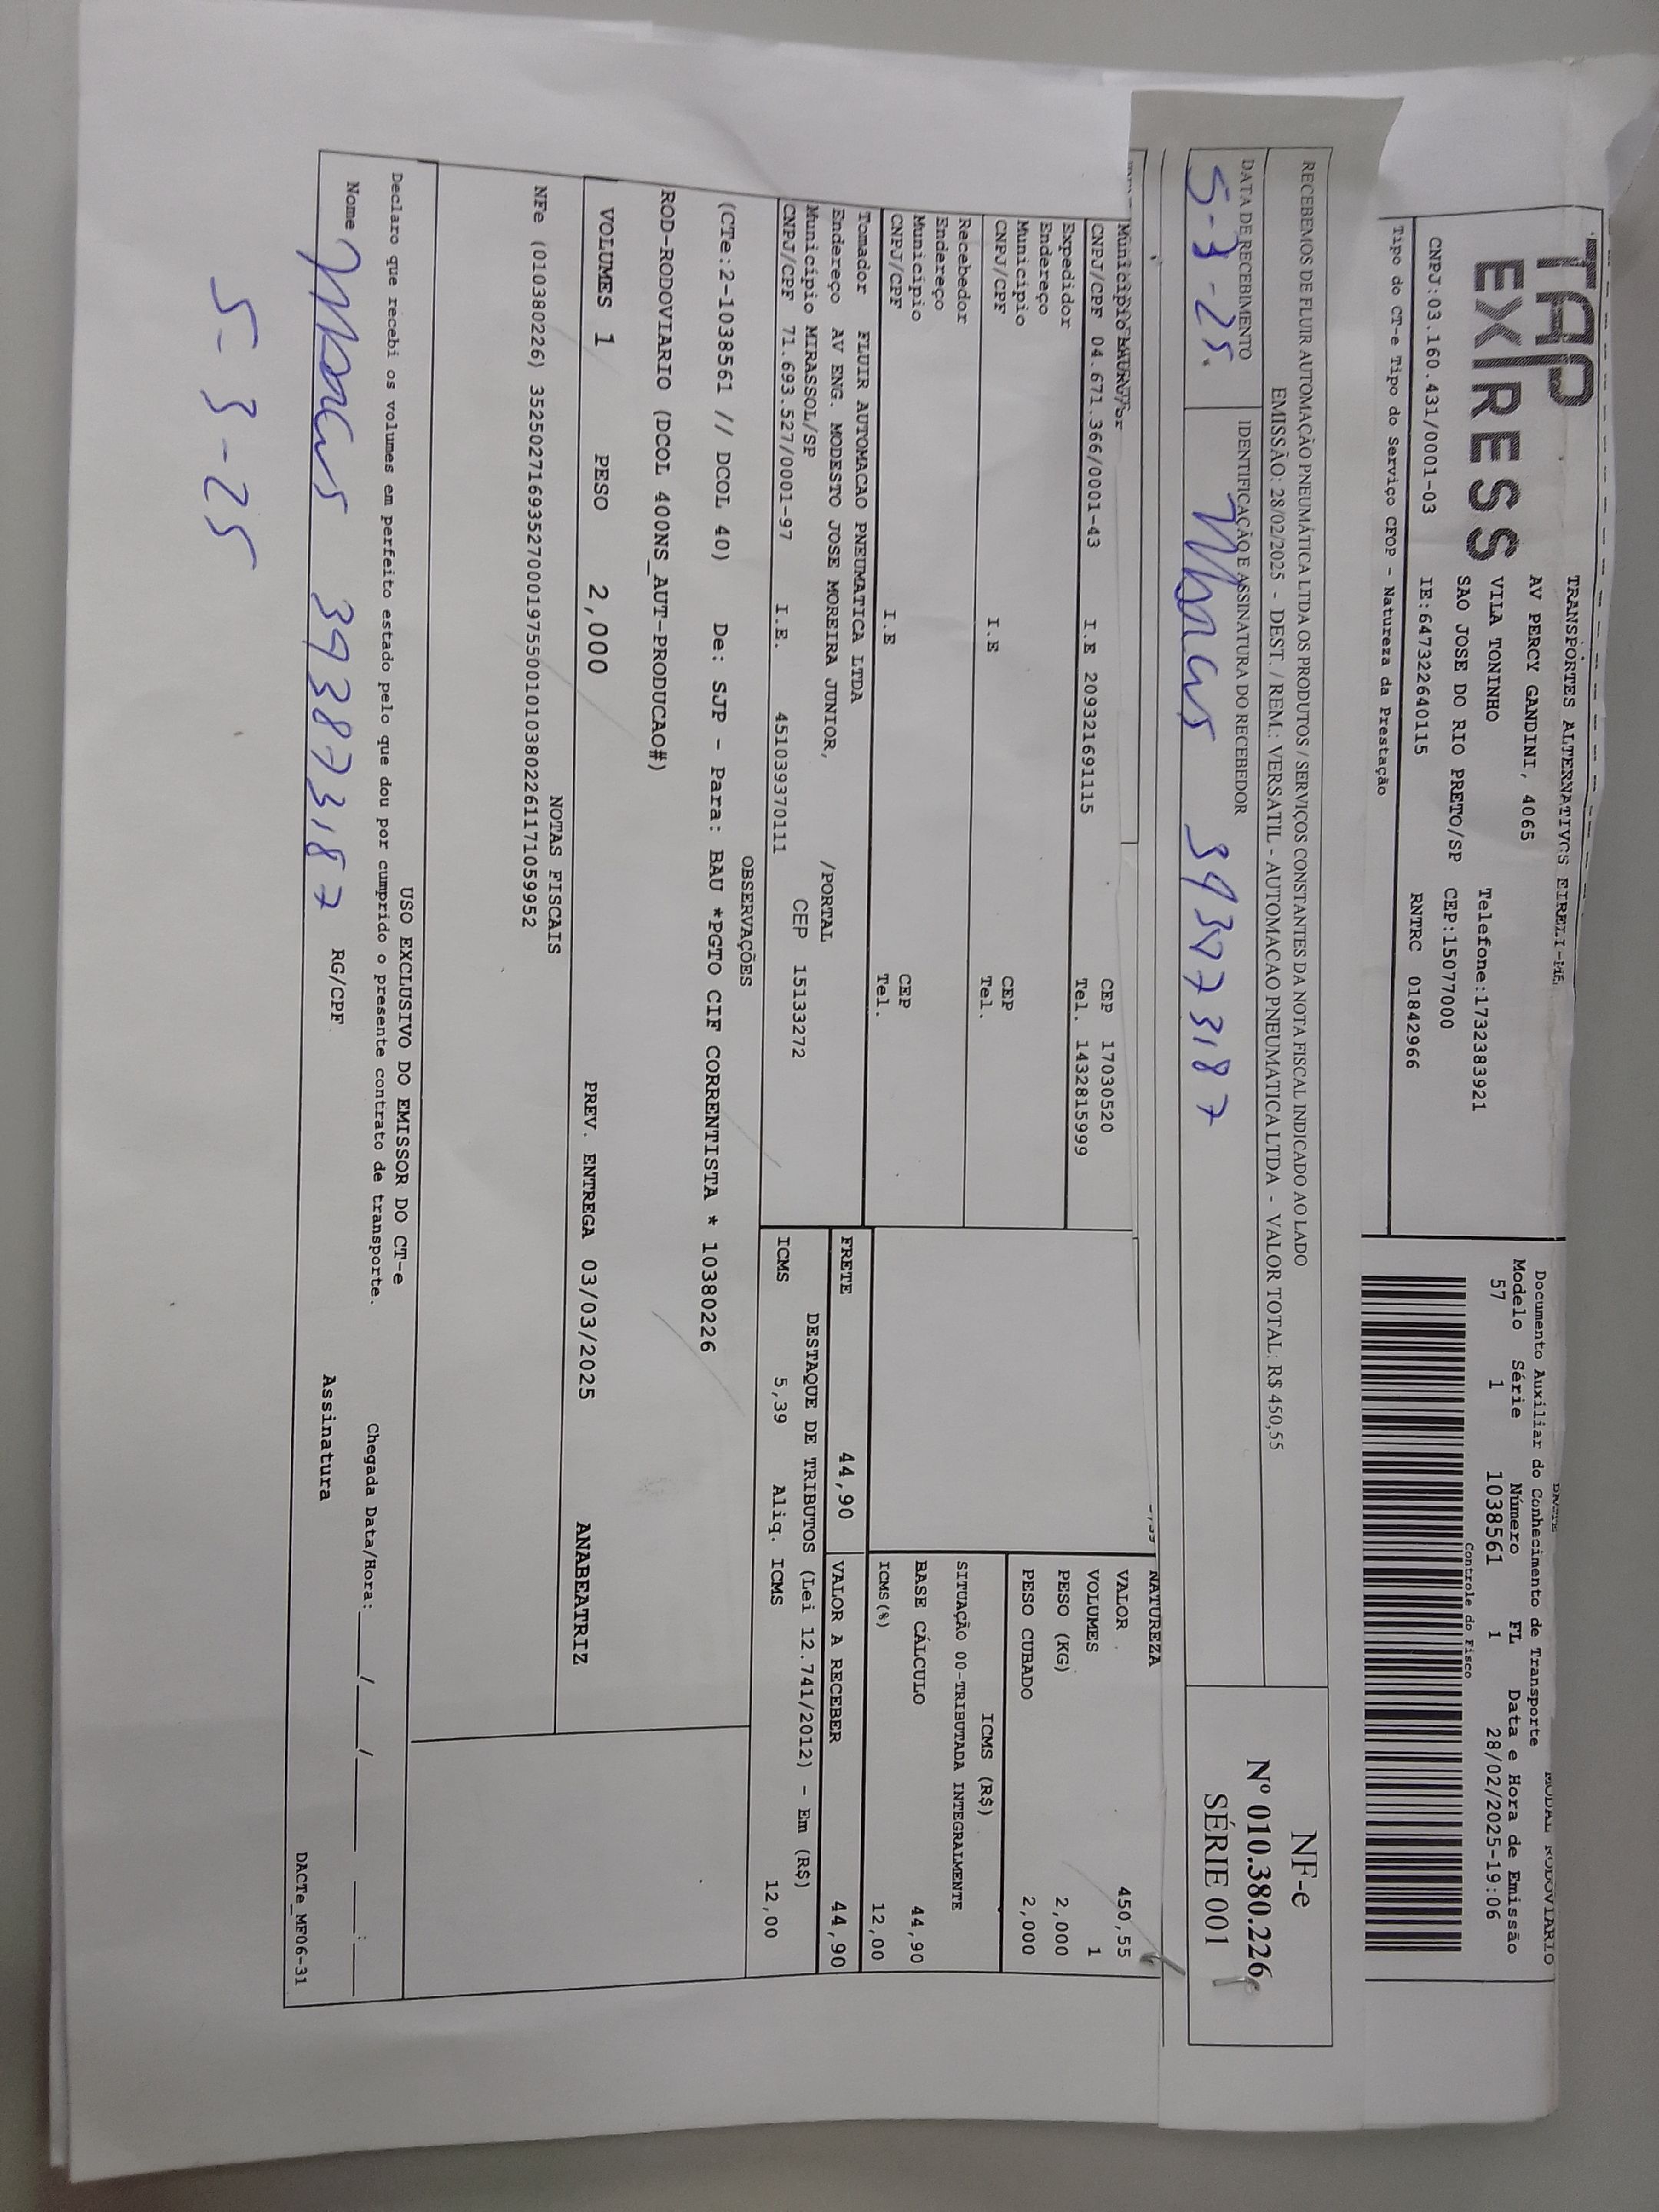 TAP
EX/RESS
TRANSPORTES ALTERNATIVOS EIRELI-ME
AV PERCY GANDINI, 4065
VILA TONINHO Telefone:1732383921
SAO JOSE DO RIO PRETO/SP CEP:15077000
CNPJ:03.160.431/0001-03 IE:647322640115 RNTRC 01842966
Tipo do CT-e Tipo do Serviço CFOP - Natureza da Prestação
MODAL RODOVIARIO
Documento Auxiliar do Conhecimento de Transporte
Modelo Série Número FL Data e Hora de Emissão
57 1 1038561 1 28/02/2025-19:06
Controle do Fisco
RECEBEMOS DE FLUIR AUTOMAÇÃO PNEUMÁTICA LTDA OS PRODUTOS / SERVIÇOS CONSTANTES DA NOTA FISCAL INDICADO AO LADO
EMISSÃO: 28/02/2025 - DEST. / REM.: VERSATIL - AUTOMACAO PNEUMATICA LTDA - VALOR TOTAL: R$ 450,55
DATA DE RECEBIMENTO IDENTIFICAÇÃO E ASSINATURA DO RECEBEDOR
5-3-25.
NF-e
Nº 010.380.226
SÉRIE 001
NATUREZA
Município CEP 17030520
CNPJ/CPF 04.671.366/0001-43 I.E 209321691115 Tel. 1432815999
Expedidor
Endereço
Município CEP
CNPJ/CPF I.E Tel.
Recebedor
Endereço
Município CEP
CNPJ/CPF I.E Tel.
VALOR 450,55
VOLUMES 1
PESO (KG) 2,000
PESO CUBADO 2,000
ICMS (R$)
SITUAÇÃO 00-TRIBUTADA INTEGRALMENTE
BASE CÁLCULO 44,90
ICMS(%) 12,00
Tomador FLUIR AUTOMACAO PNEUMATICA LTDA
Endereço AV ENG. MODESTO JOSE MOREIRA JUNIOR, /PORTAL
Município MIRASSOL/SP CEP 15133272
CNPJ/CPF 71.693.527/0001-97 I.E. 451039370111
FRETE 44,90 VALOR A RECEBER 44,90
DESTAQUE DE TRIBUTOS (Lei 12.741/2012) - Em (R$)
ICMS 5,39 Aliq. ICMS 12,00
OBSERVAÇÕES
(CTe:2-1038561 // DCOL 40) De: SJP - Para: BAU *PGTO CIF CORRENTISTA * 10380226
ROD-RODOVIARIO (DCOL 400NS_AUT-PRODUCAO#)
VOLUMES 1 PESO 2,000 PREV. ENTREGA 03/03/2025 ANABEATRIZ
NOTAS FISCAIS
NFe (010380226) 35250271693527000197550010103802261171059952
USO EXCLUSIVO DO EMISSOR DO CT-e
Declaro que recebi os volumes em perfeito estado pelo que dou por cumprido o presente contrato de transporte. Chegada Data/Hora:____/____/______ ___:___
Nome 393873187 RG/CPF Assinatura
DACTe_MF06-31
5-3-25